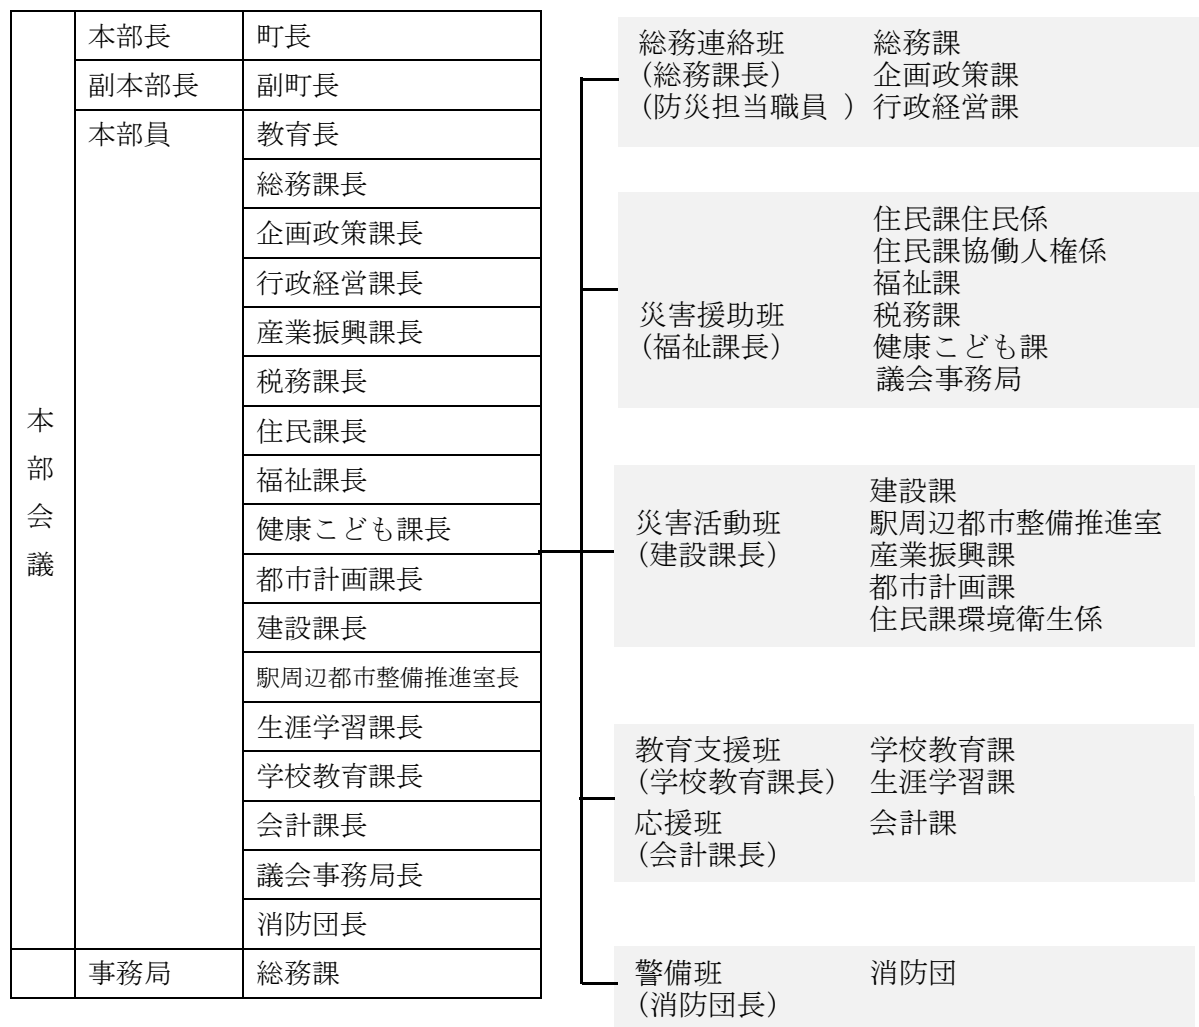 本部会議
本部長 町長
副本部長 副町長
本部員 教育長
総務課長
企画政策課長
行政経営課長
産業振興課長
税務課長
住民課長
福祉課長
健康こども課長
都市計画課長
建設課長
駅周辺都市整備推進室長
生涯学習課長
学校教育課長
会計課長
議会事務局長
消防団長
事務局 総務課
総務連絡班 総務課
(総務課長) 企画政策課
(防災担当職員 ) 行政経営課
住民課住民係
住民課協働人権係
福祉課
災害援助班 税務課
(福祉課長) 健康こども課
議会事務局
建設課
災害活動班 駅周辺都市整備推進室
(建設課長) 産業振興課
都市計画課
住民課環境衛生係
教育支援班 学校教育課
(学校教育課長) 生涯学習課
応援班 会計課
(会計課長)
警備班 消防団
(消防団長)